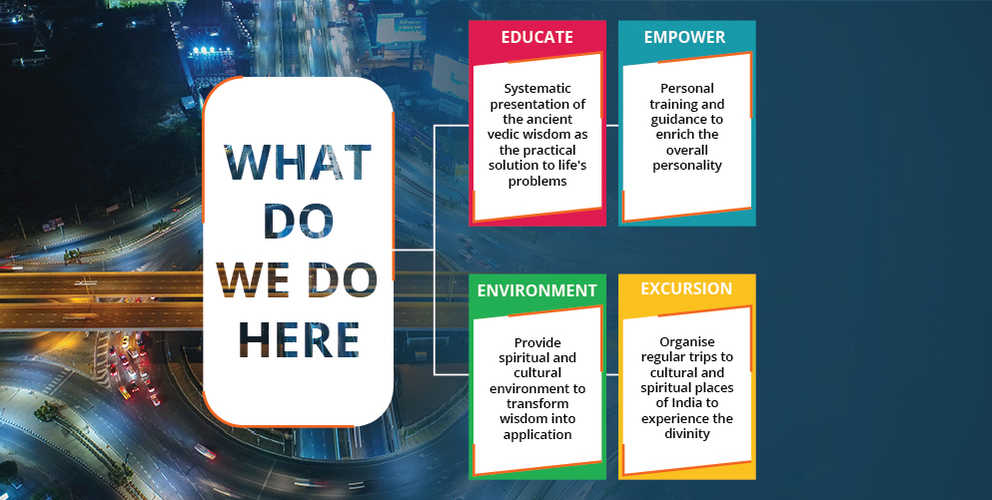 WHAT
DO
WE DO
HERE
EDUCATE
Systematic
presentation of
the ancient
vedic wisdom as
the practical
solution to life's
problems
EMPOWER
Personal
training and
guidance to
enrich the
overall
personality
ENVIRONMENT
Provide
spiritual and
cultural
environment to
transform
wisdom into
application
EXCURSION
Organise
regular trips to
cultural and
spiritual places
of India to
experience the
divinity